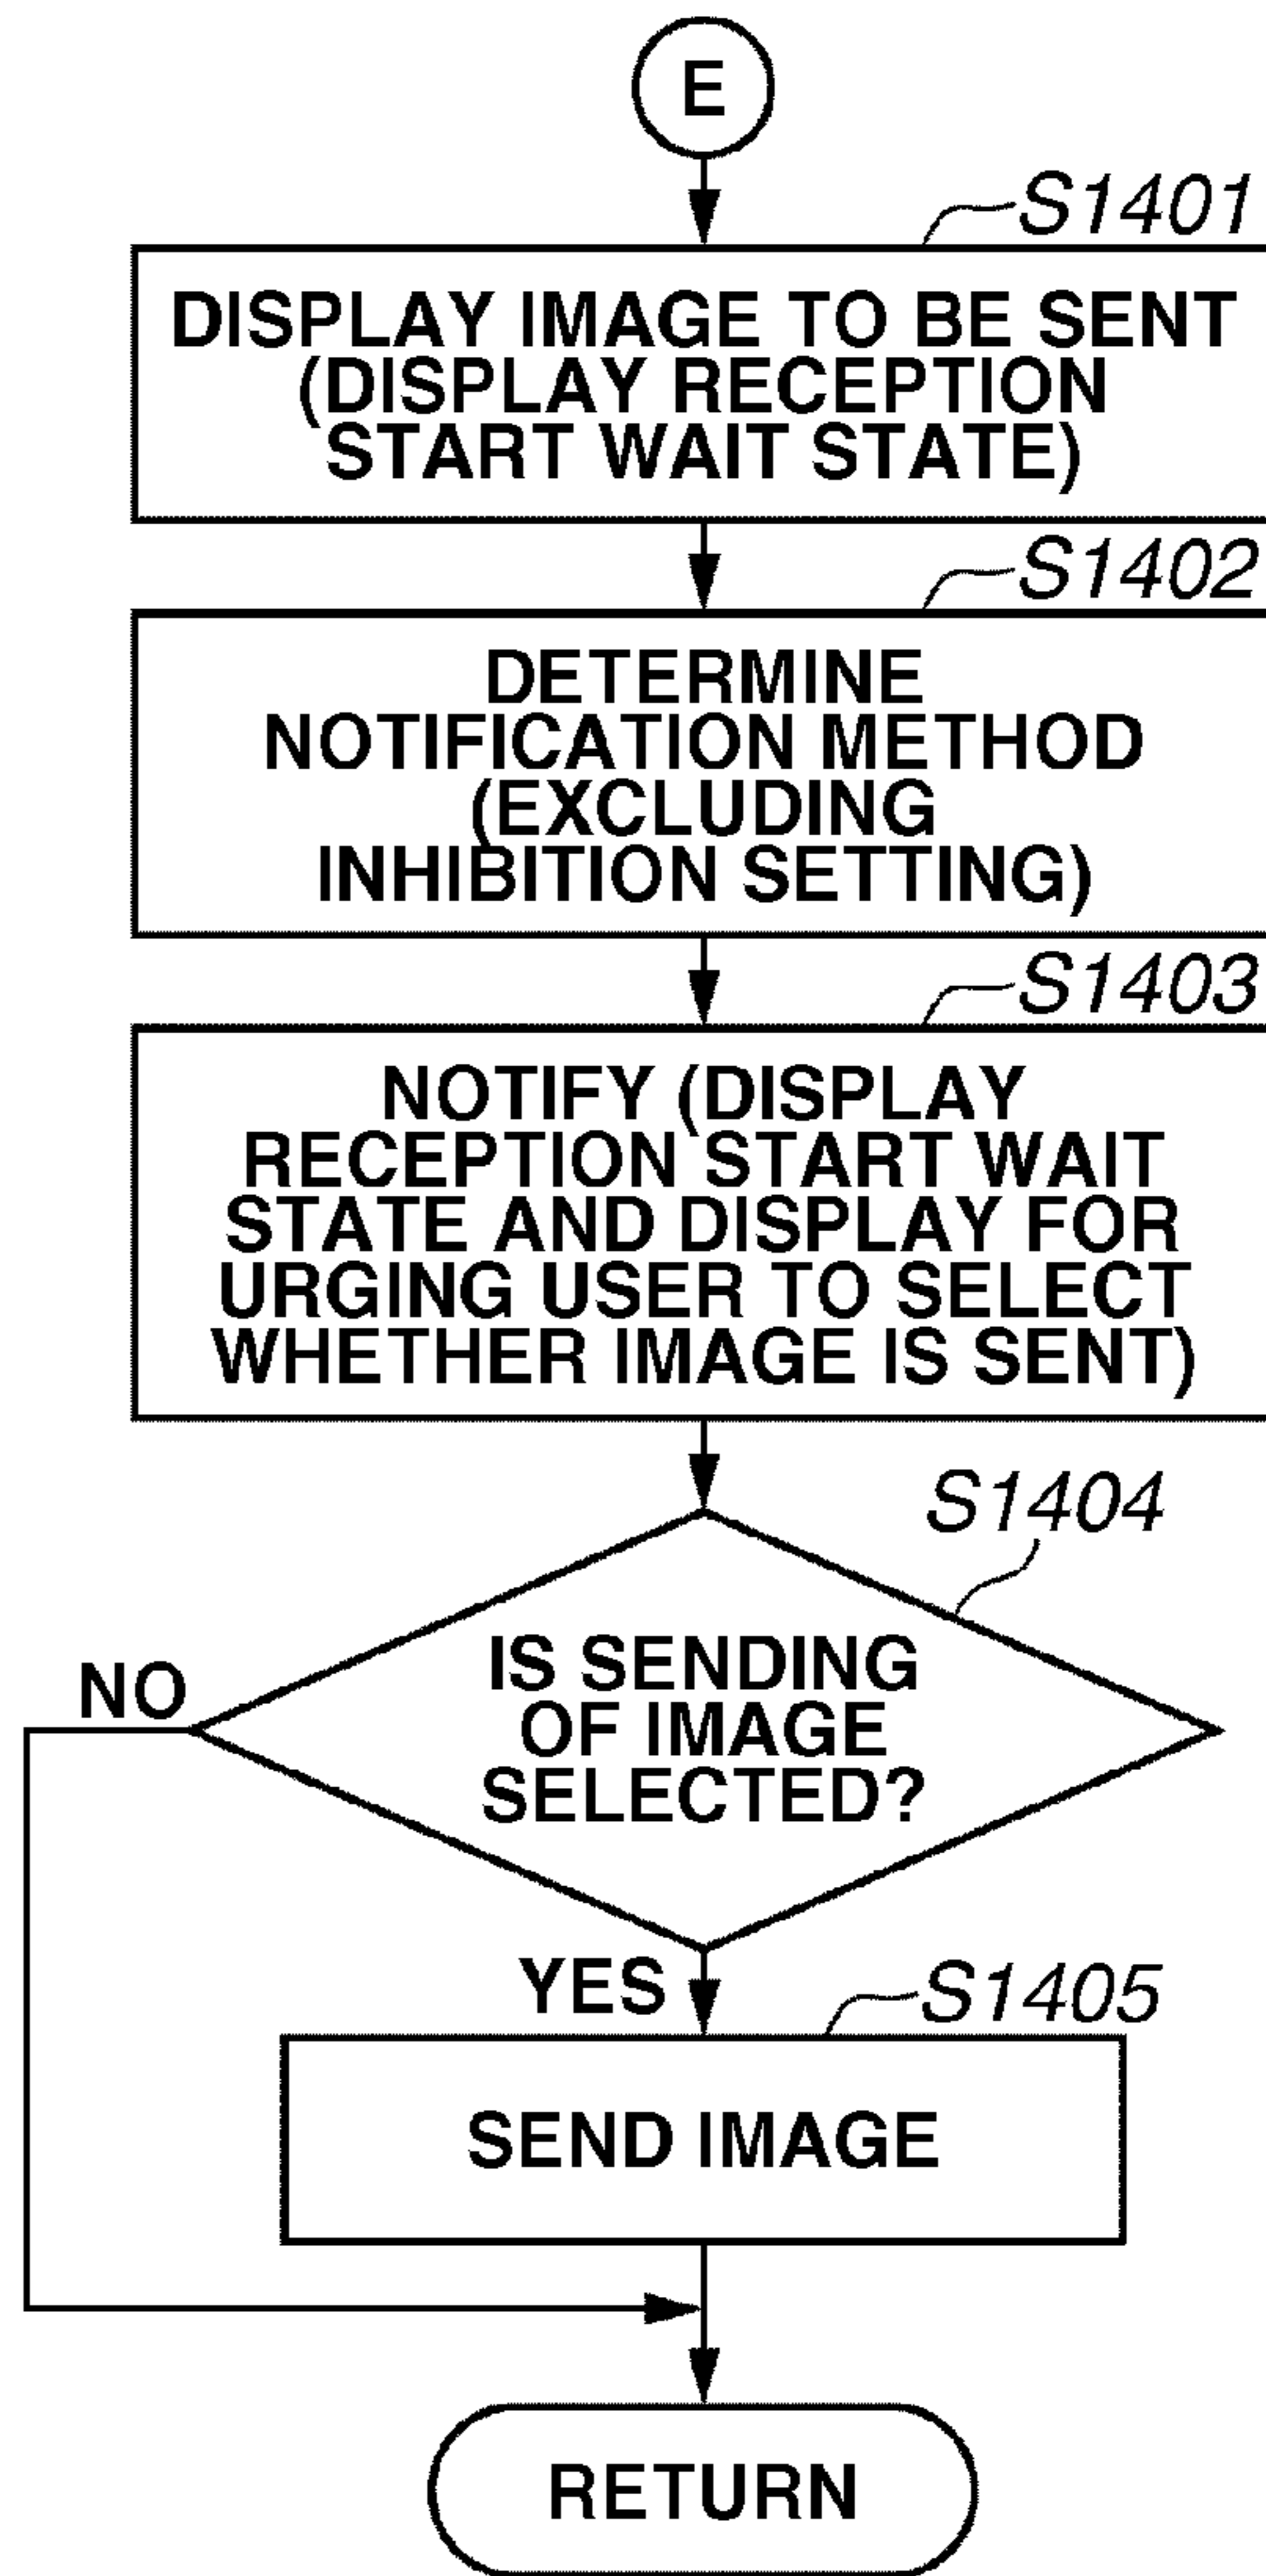 E
S1401
DISPLAY IMAGE TO BE SENT
(DISPLAY RECEPTION
START WAIT STATE)
S1402
DETERMINE
NOTIFICATION METHOD
(EXCLUDING
INHIBITION SETTING)
S1403
NOTIFY (DISPLAY
RECEPTION START WAIT
STATE AND DISPLAY FOR
URGING USER TO SELECT
WHETHER IMAGE IS SENT)
S1404
IS SENDING
OF IMAGE
SELECTED?
NO
YES
S1405
SEND IMAGE
RETURN